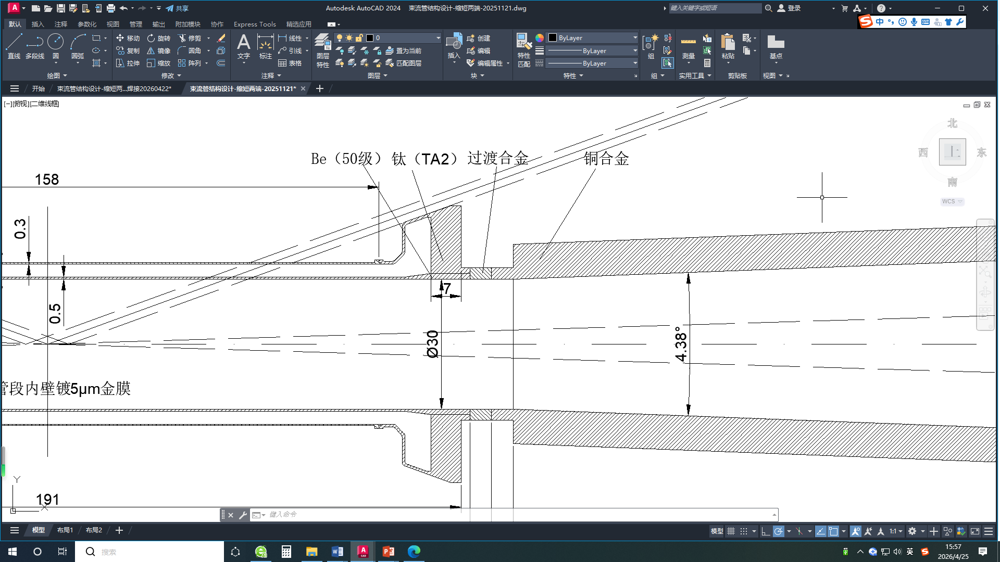 Autodesk AutoCAD 2024 束流管结构设计-缩短两端-20251121.dwg
共享
键入关键字或短语
登录
默认 插入 注释 参数化 视图 管理 输出 附加模块 协作 Express Tools 精选应用
中
直线 多段线 圆 圆弧
移动 旋转 修剪
复制 镜像 圆角
拉伸 缩放 阵列
文字 标注
线性
引线
表格
图层
特性
0
置为当前
匹配图层
插入
创建
编辑
编辑属性
特性
匹配
ByLayer
ByLayer
ByLayer
组
测量
粘贴
基点
绘图 修改 注释 图层 块 特性 组 实用工具 剪贴板 视图
开始 束流管结构设计-缩短两...焊接20260422* 束流管结构设计-缩短两端-20251121*
[−][俯视][二维线框]
北
西 东
南
WCS
Be（50级） 钛（TA2） 过渡合金 铜合金
158
0.3
0.5
7
Ø30
4.38°
管段内壁镀5μm金膜
191
Y
X
键入命令
模型 布局1 布局2
模型 1:1
搜索
英
15:57
2026/4/25